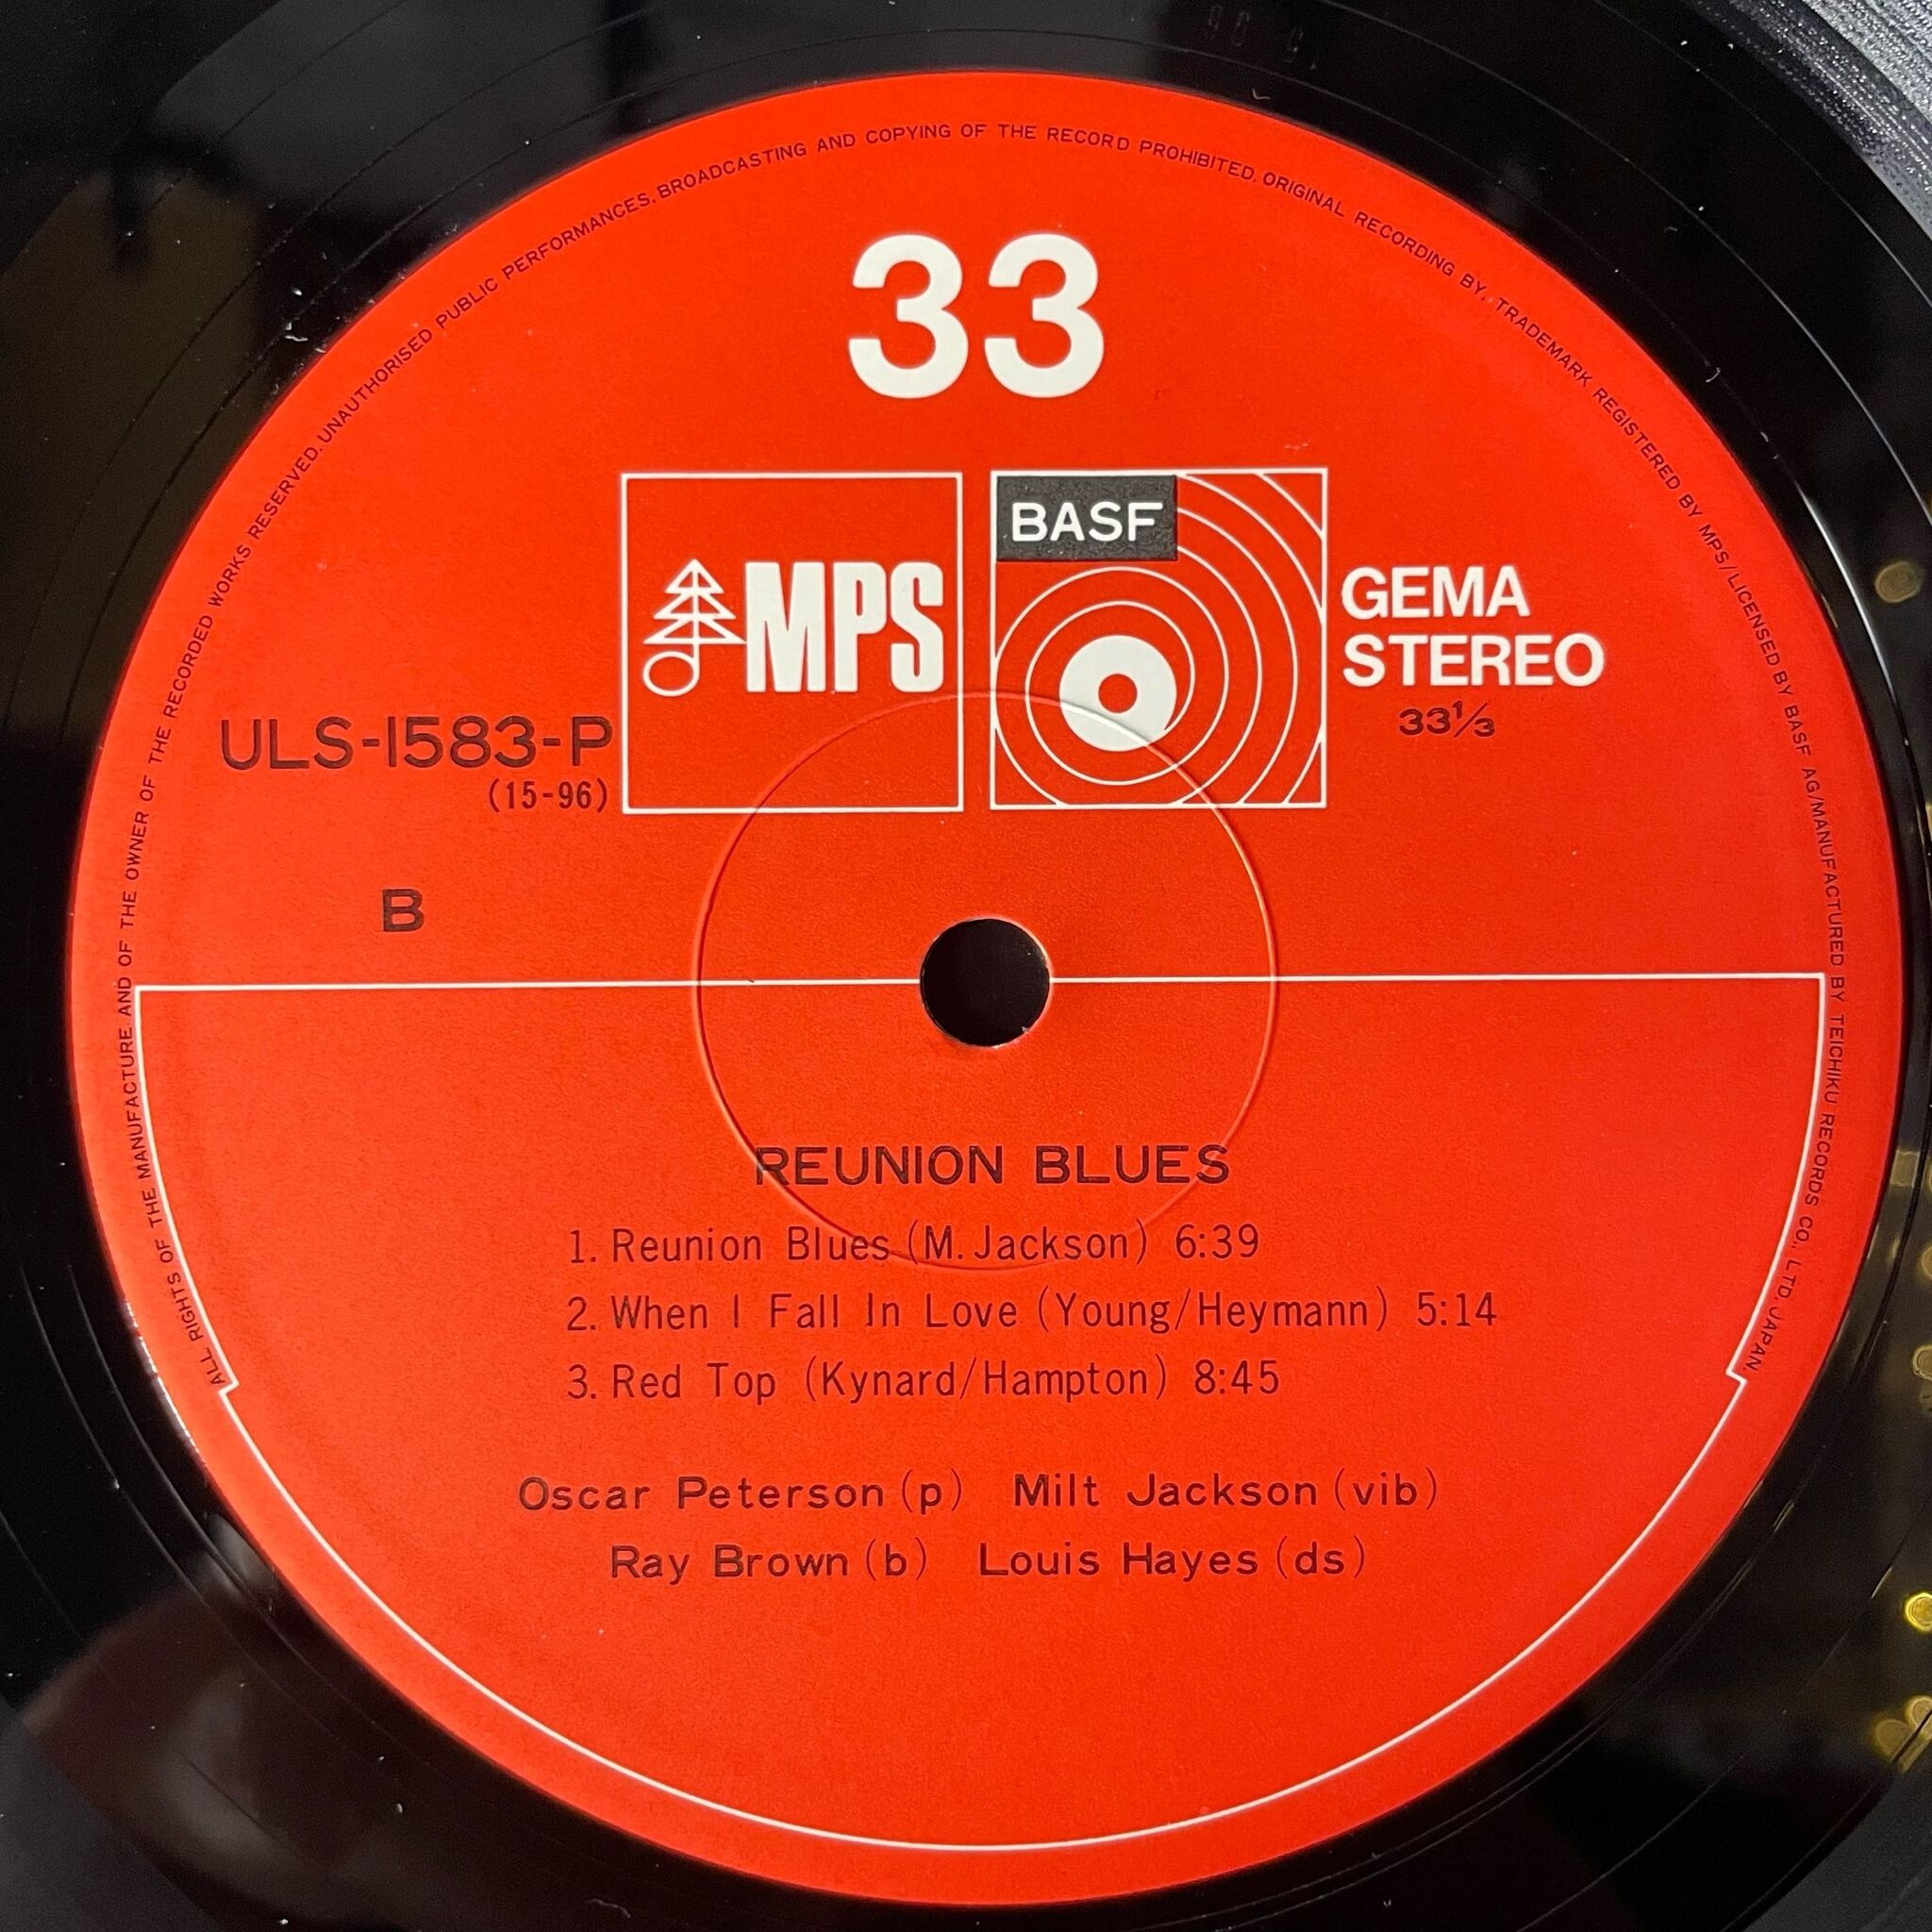 ALL RIGHTS OF THE MANUFACTURE AND OF THE OWNER OF THE RECORDED WORKS RESERVED. UNAUTHORISED PUBLIC PERFORMANCES. BROADCASTING AND COPYING OF THE RECORD PROHIBITED. ORIGINAL RECORDING BY, TRADEMARK REGISTERED BY MPS/LICENSED BY BASF AG/MANUFACTURED BY TEICHIKU RECORDS CO., LTD. JAPAN.
33
MPS
BASF
GEMA
STEREO
33 1/3
ULS-1583-P
(15-96)
B
REUNION BLUES
1. Reunion Blues (M. Jackson) 6:39
2. When I Fall In Love (Young/Heymann) 5:14
3. Red Top (Kynard/Hampton) 8:45
Oscar Peterson (p) Milt Jackson (vib)
Ray Brown (b) Louis Hayes (ds)